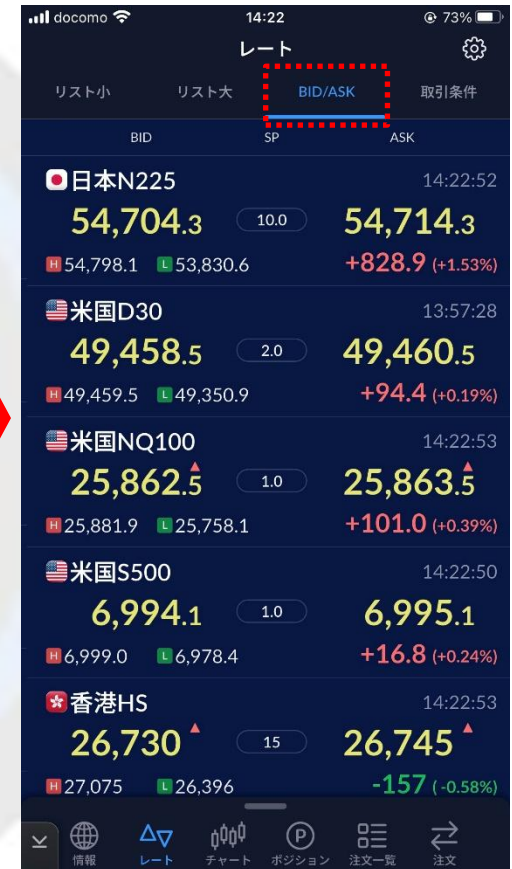 docomo 14:22 73%
レート
リスト小 リスト大 BID/ASK 取引条件
BID SP ASK
日本N225 14:22:52
54,704.3 10.0 54,714.3
H 54,798.1 L 53,830.6 +828.9 (+1.53%)
米国D30 13:57:28
49,458.5 2.0 49,460.5
H 49,459.5 L 49,350.9 +94.4 (+0.19%)
米国NQ100 14:22:53
25,862.5 1.0 25,863.5
H 25,881.9 L 25,758.1 +101.0 (+0.39%)
米国S500 14:22:50
6,994.1 1.0 6,995.1
H 6,999.0 L 6,978.4 +16.8 (+0.24%)
香港HS 14:22:53
26,730 15 26,745
H 27,075 L 26,396 -157 (-0.58%)
情報 レート チャート P ポジション 注文一覧 注文